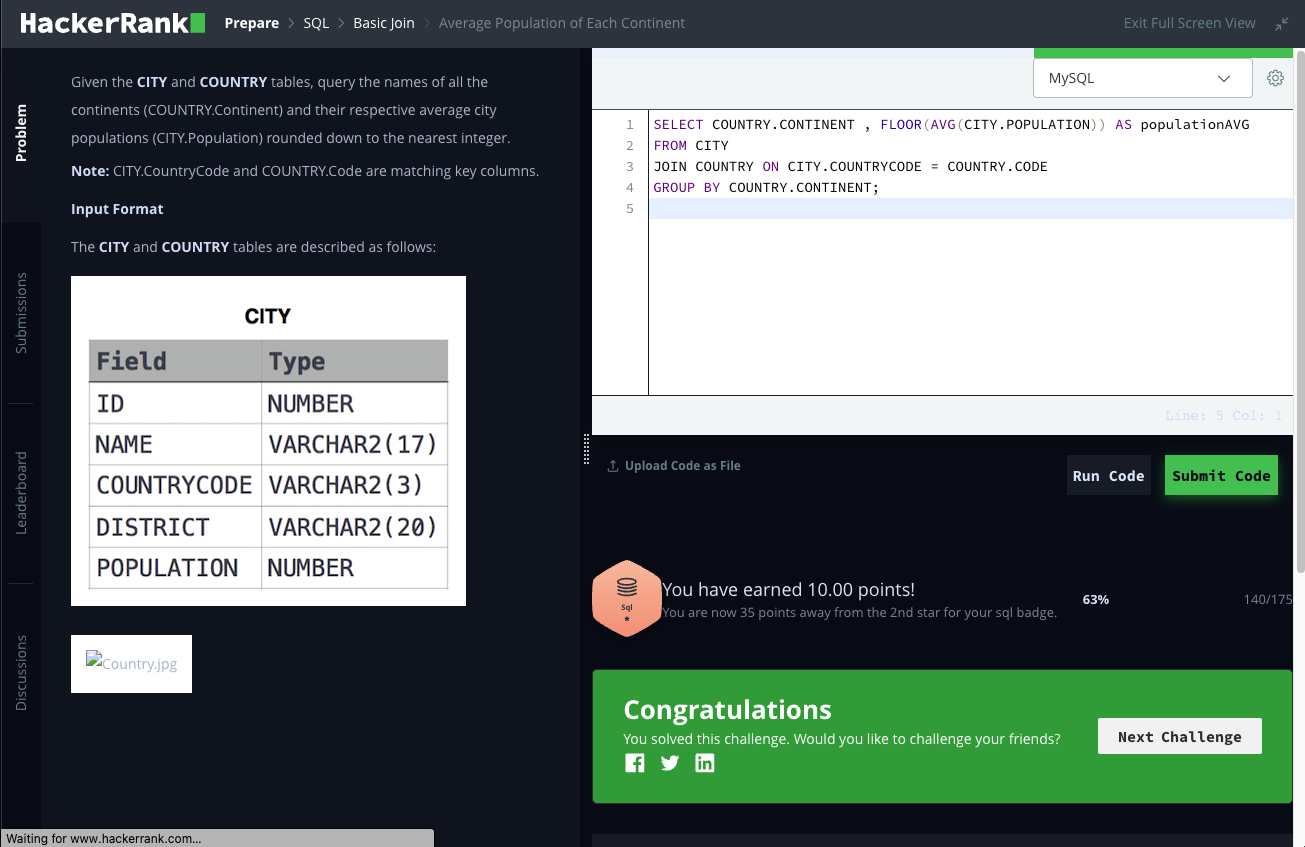 HackerRank Prepare > SQL > Basic Join > Average Population of Each Continent Exit Full Screen View
Problem
Submissions
Leaderboard
Discussions
Given the CITY and COUNTRY tables, query the names of all the
continents (COUNTRY.Continent) and their respective average city
populations (CITY.Population) rounded down to the nearest integer.
Note: CITY.CountryCode and COUNTRY.Code are matching key columns.
Input Format
The CITY and COUNTRY tables are described as follows:
CITY
Field Type
ID NUMBER
NAME VARCHAR2(17)
COUNTRYCODE VARCHAR2(3)
DISTRICT VARCHAR2(20)
POPULATION NUMBER
Country.jpg
Waiting for www.hackerrank.com...
MySQL
1 SELECT COUNTRY.CONTINENT , FLOOR(AVG(CITY.POPULATION)) AS populationAVG
2 FROM CITY
3 JOIN COUNTRY ON CITY.COUNTRYCODE = COUNTRY.CODE
4 GROUP BY COUNTRY.CONTINENT;
5
Line: 5 Col: 1
Upload Code as File Run Code Submit Code
Sql
You have earned 10.00 points!
You are now 35 points away from the 2nd star for your sql badge.
63% 140/175
Congratulations
You solved this challenge. Would you like to challenge your friends?
Next Challenge